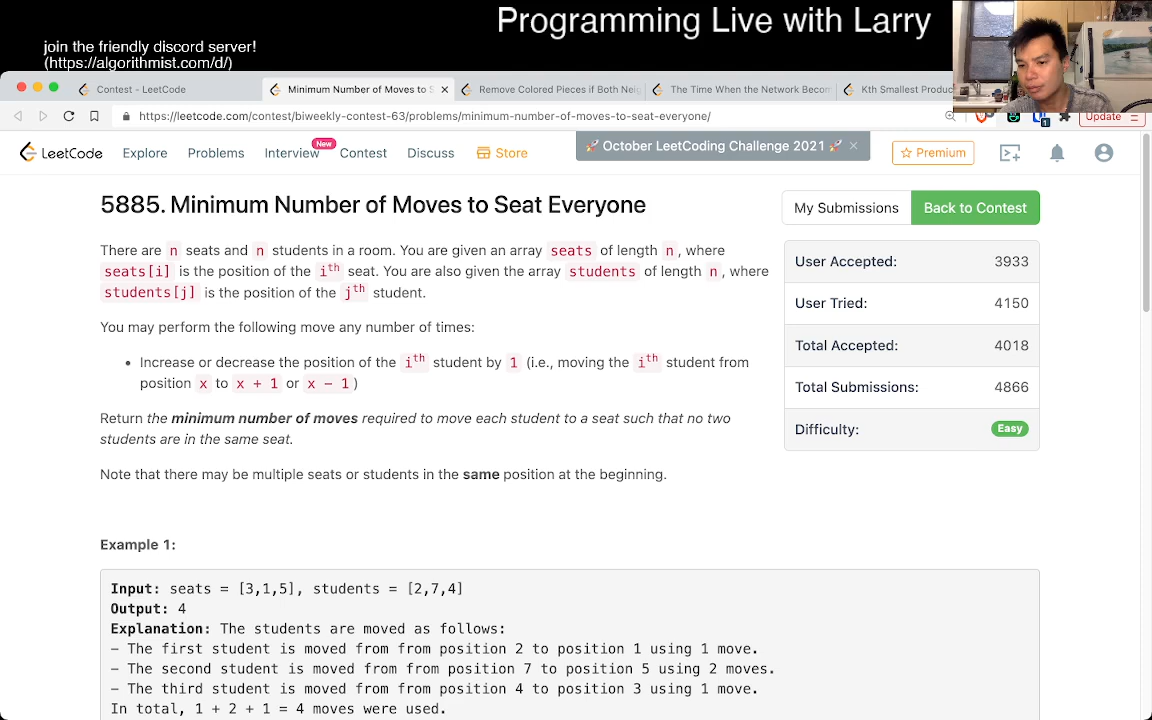 Programming Live with Larry
join the friendly discord server!
(https://algorithmist.com/d/)
Contest - LeetCode
Minimum Number of Moves to S
Remove Colored Pieces if Both Neig
The Time When the Network Becom
Kth Smallest Produc
https://leetcode.com/contest/biweekly-contest-63/problems/minimum-number-of-moves-to-seat-everyone/
Update
LeetCode
Explore
Problems
Interview
New
Contest
Discuss
Store
🚀 October LeetCoding Challenge 2021 🚀
Premium
5885. Minimum Number of Moves to Seat Everyone
My Submissions
Back to Contest
There are n seats and n students in a room. You are given an array seats of length n, where
seats[i] is the position of the ith seat. You are also given the array students of length n, where
students[j] is the position of the jth student.
You may perform the following move any number of times:
• Increase or decrease the position of the ith student by 1 (i.e., moving the ith student from
position x to x + 1 or x - 1)
Return the minimum number of moves required to move each student to a seat such that no two
students are in the same seat.
Note that there may be multiple seats or students in the same position at the beginning.
User Accepted: 3933
User Tried: 4150
Total Accepted: 4018
Total Submissions: 4866
Difficulty: Easy
Example 1:
Input: seats = [3,1,5], students = [2,7,4]
Output: 4
Explanation: The students are moved as follows:
- The first student is moved from from position 2 to position 1 using 1 move.
- The second student is moved from from position 7 to position 5 using 2 moves.
- The third student is moved from from position 4 to position 3 using 1 move.
In total, 1 + 2 + 1 = 4 moves were used.